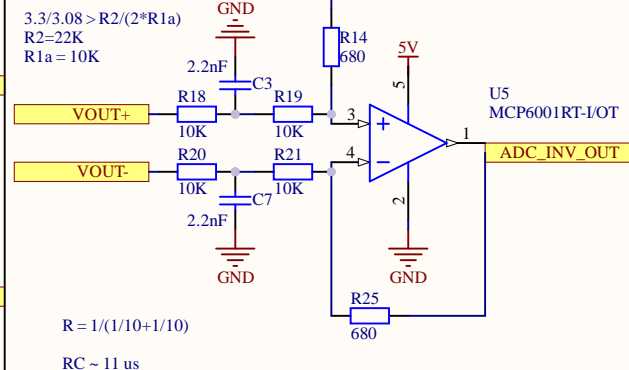 GND
3.3/3.08 > R2/(2*R1a)
R2=22K
R1a = 10K
R14
680
2.2nF
C3
5V
5
U5
MCP6001RT-I/OT
VOUT+
R18
10K
R19
10K
3
+
1
ADC_INV_OUT
VOUT-
R20
10K
R21
10K
4
−
2.2nF
C7
2
GND
GND
R25
680
R = 1/(1/10+1/10)
RC ~ 11 us